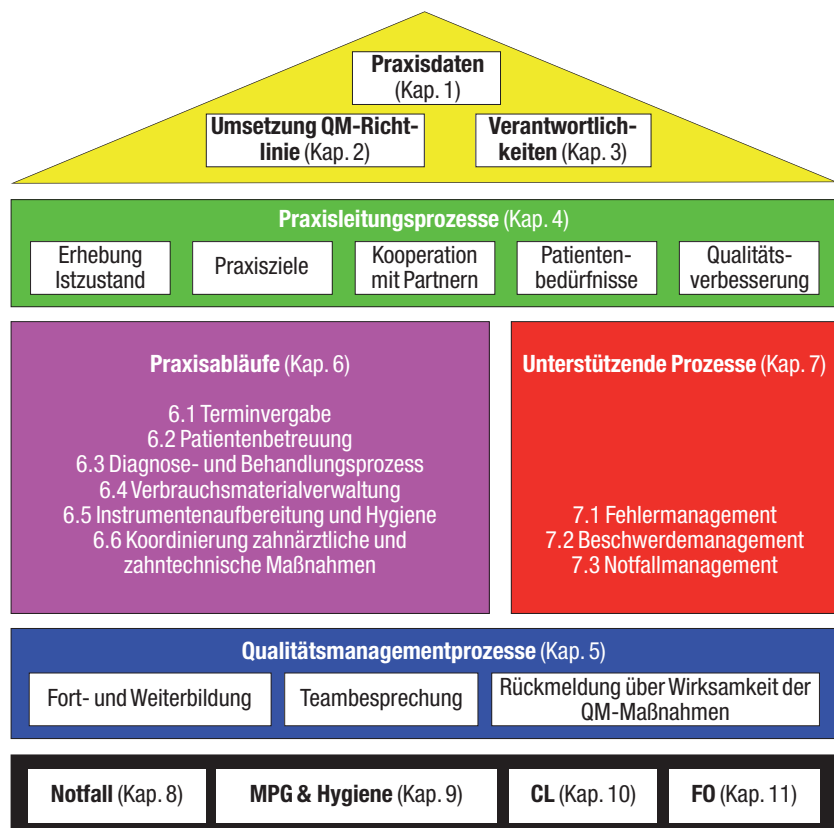 Praxisdaten
(Kap. 1)
Umsetzung QM-Richt-
linie (Kap. 2)
Verantwortlich-
keiten (Kap. 3)
Praxisleitungsprozesse (Kap. 4)
Erhebung
Istzustand
Praxisziele
Kooperation
mit Partnern
Patienten-
bedürfnisse
Qualitäts-
verbesserung
Praxisabläufe (Kap. 6)
6.1 Terminvergabe
6.2 Patientenbetreuung
6.3 Diagnose- und Behandlungsprozess
6.4 Verbrauchsmaterialverwaltung
6.5 Instrumentenaufbereitung und Hygiene
6.6 Koordinierung zahnärztliche und
zahntechnische Maßnahmen
Unterstützende Prozesse (Kap. 7)
7.1 Fehlermanagement
7.2 Beschwerdemanagement
7.3 Notfallmanagement
Qualitätsmanagementprozesse (Kap. 5)
Fort- und Weiterbildung
Teambesprechung
Rückmeldung über Wirksamkeit der
QM-Maßnahmen
Notfall (Kap. 8)
MPG & Hygiene (Kap. 9)
CL (Kap. 10)
FO (Kap. 11)